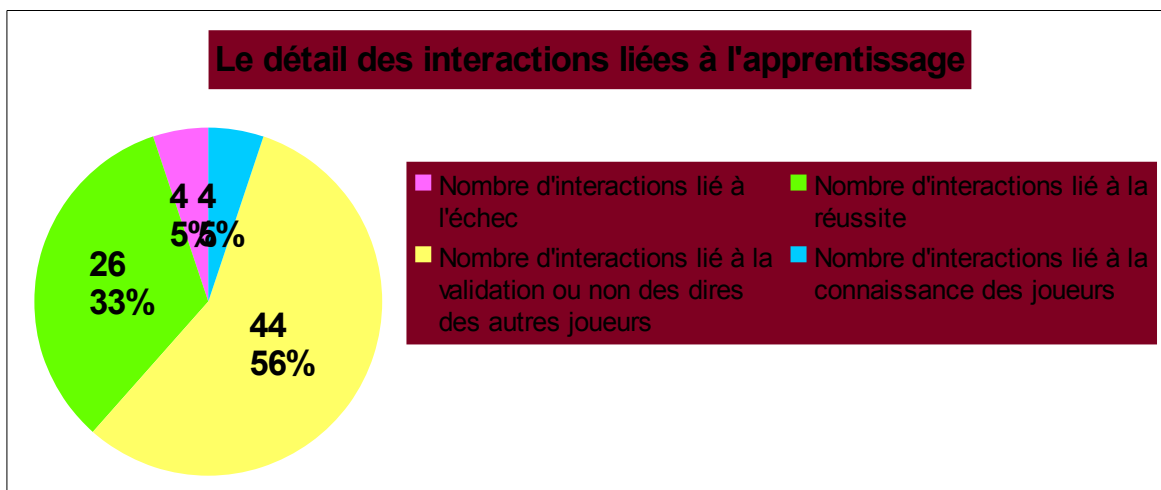 Le détail des interactions liées à l'apprentissage
4 4
5% 5%
26
33%
44
56%
Nombre d'interactions lié à
l'échec
Nombre d'interactions lié à la
réussite
Nombre d'interactions lié à la
validation ou non des dires
des autres joueurs
Nombre d'interactions lié à la
connaissance des joueurs